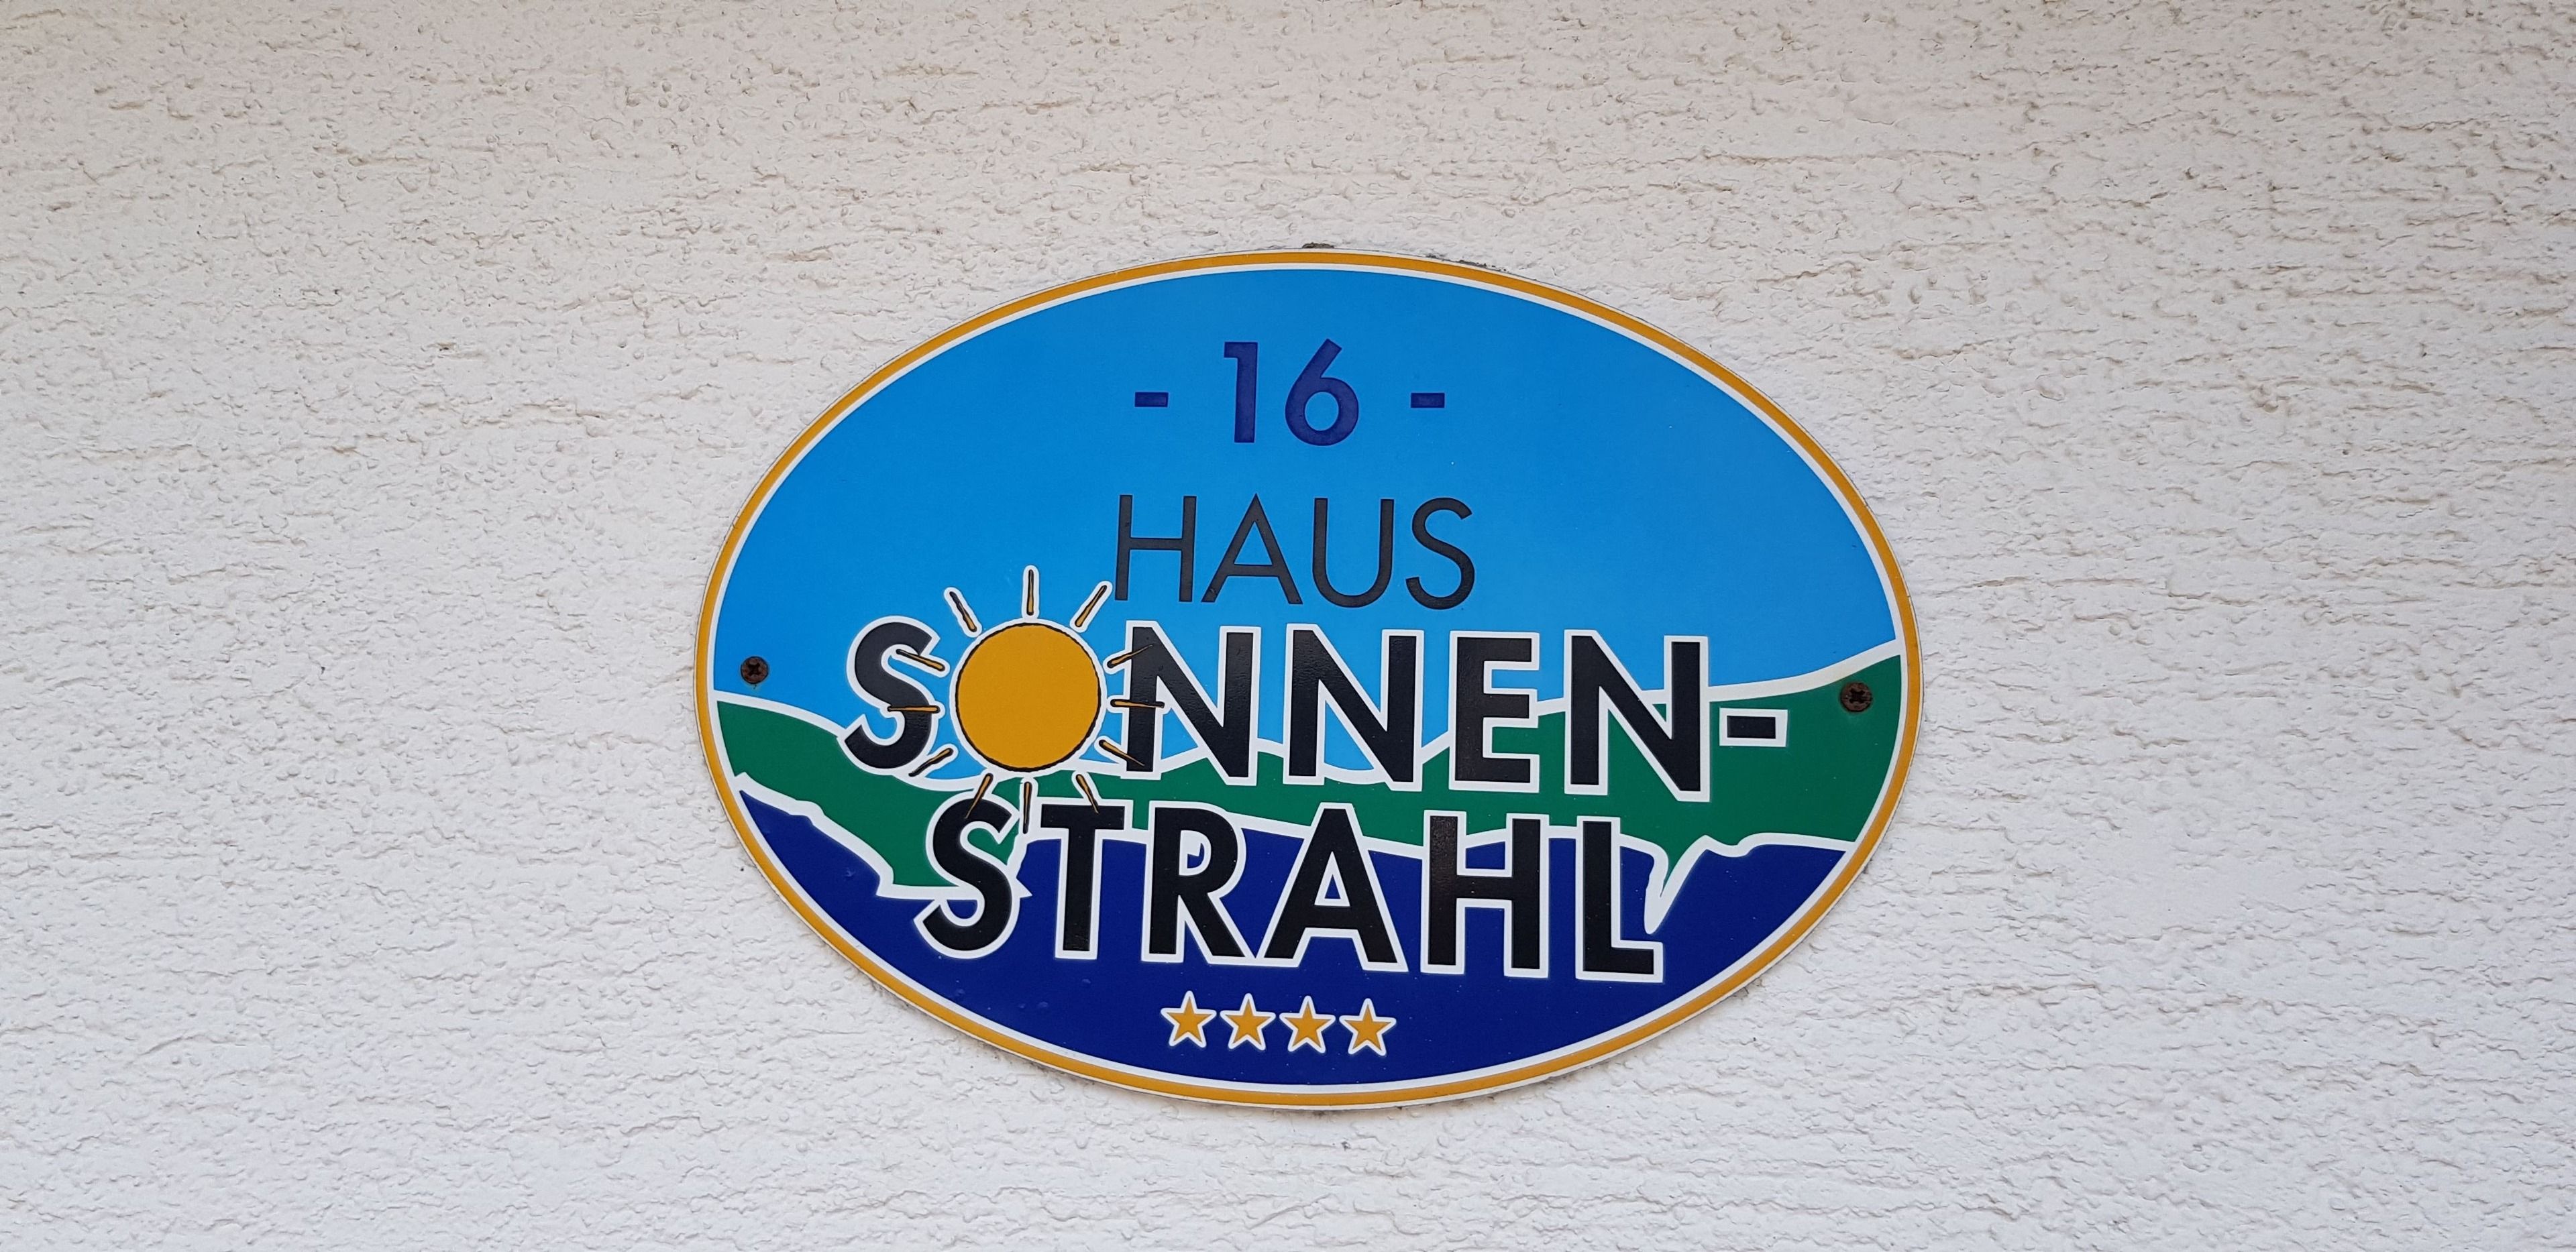 - 16 -
HAUS
SONNEN-
STRAHL